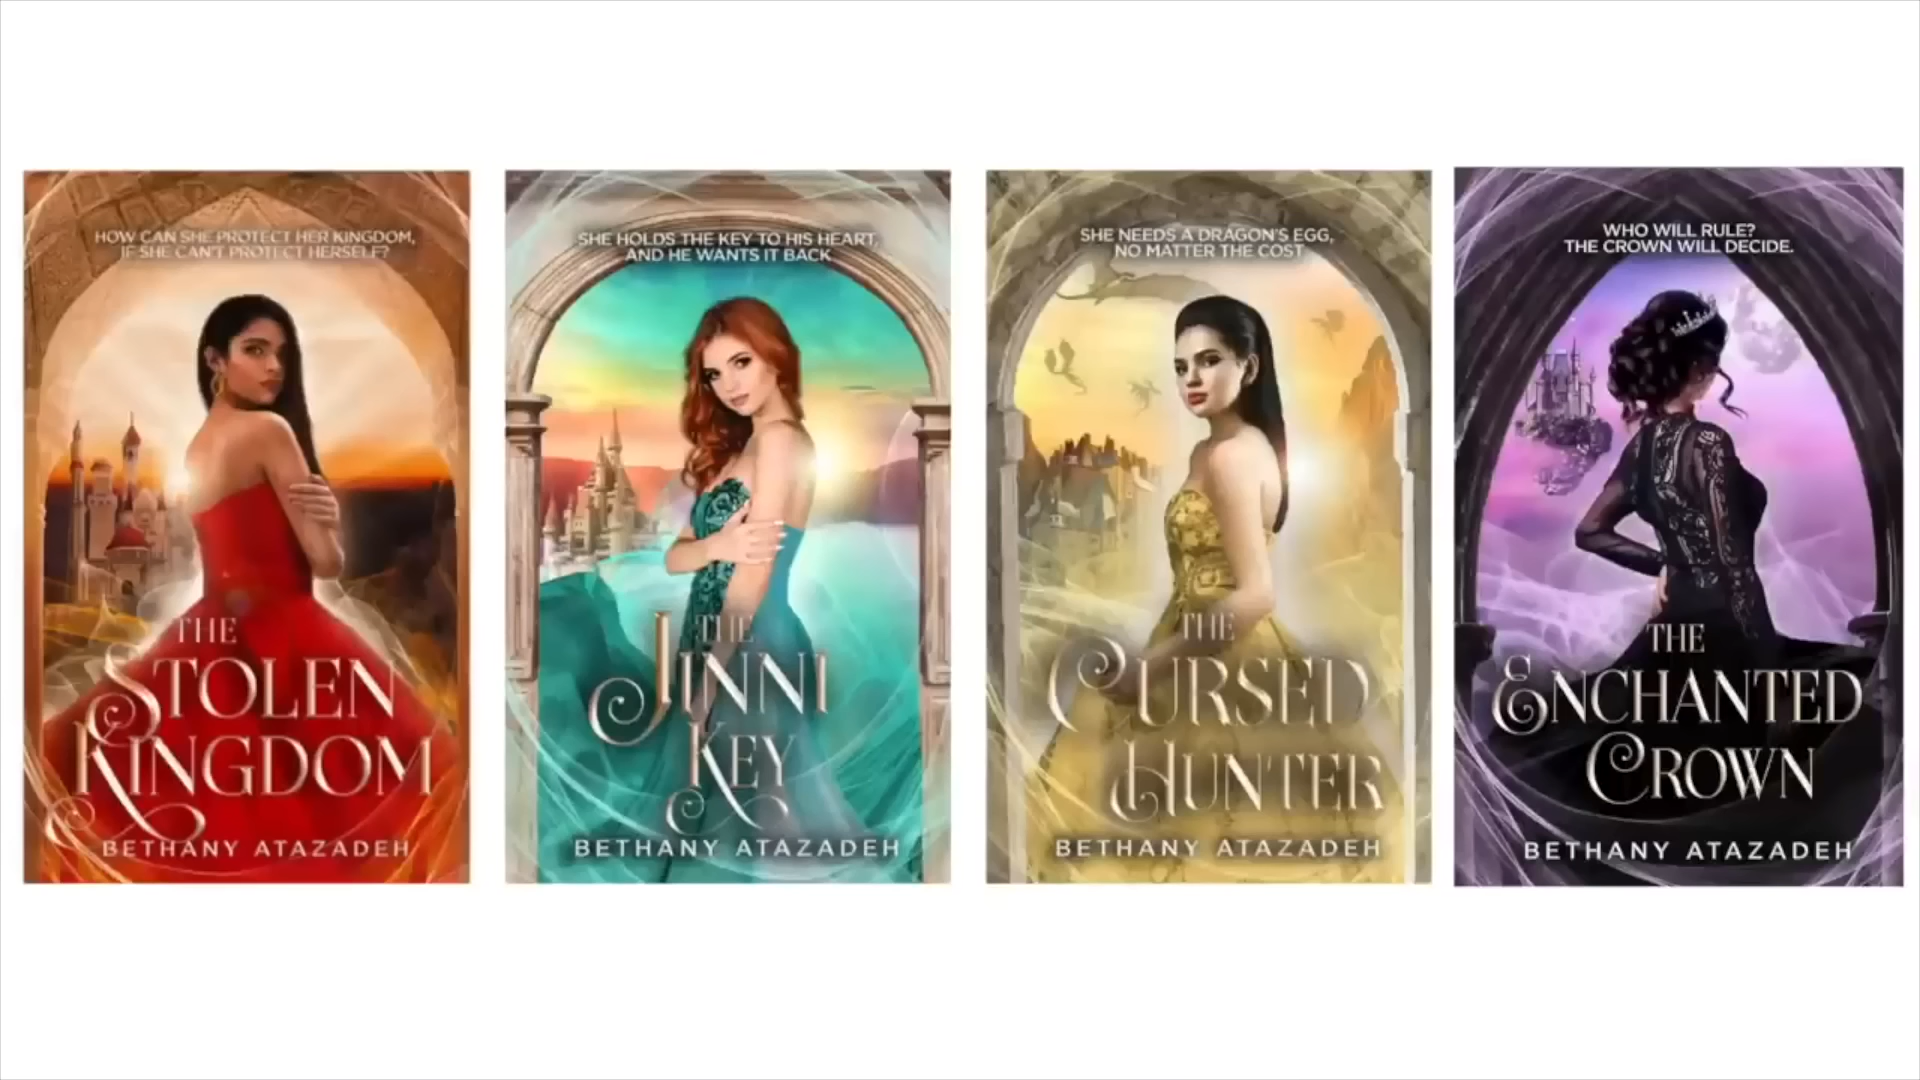 HOW CAN SHE PROTECT HER KINGDOM,
IF SHE CAN'T PROTECT HERSELF?
THE
STOLEN
KINGDOM
BETHANY ATAZADEH
SHE HOLDS THE KEY TO HIS HEART,
AND HE WANTS IT BACK
THE
JINNI
KEY
BETHANY ATAZADEH
SHE NEEDS A DRAGON'S EGG,
NO MATTER THE COST
THE
CURSED
HUNTER
BETHANY ATAZADEH
WHO WILL RULE?
THE CROWN WILL DECIDE.
THE
ENCHANTED
CROWN
BETHANY ATAZADEH